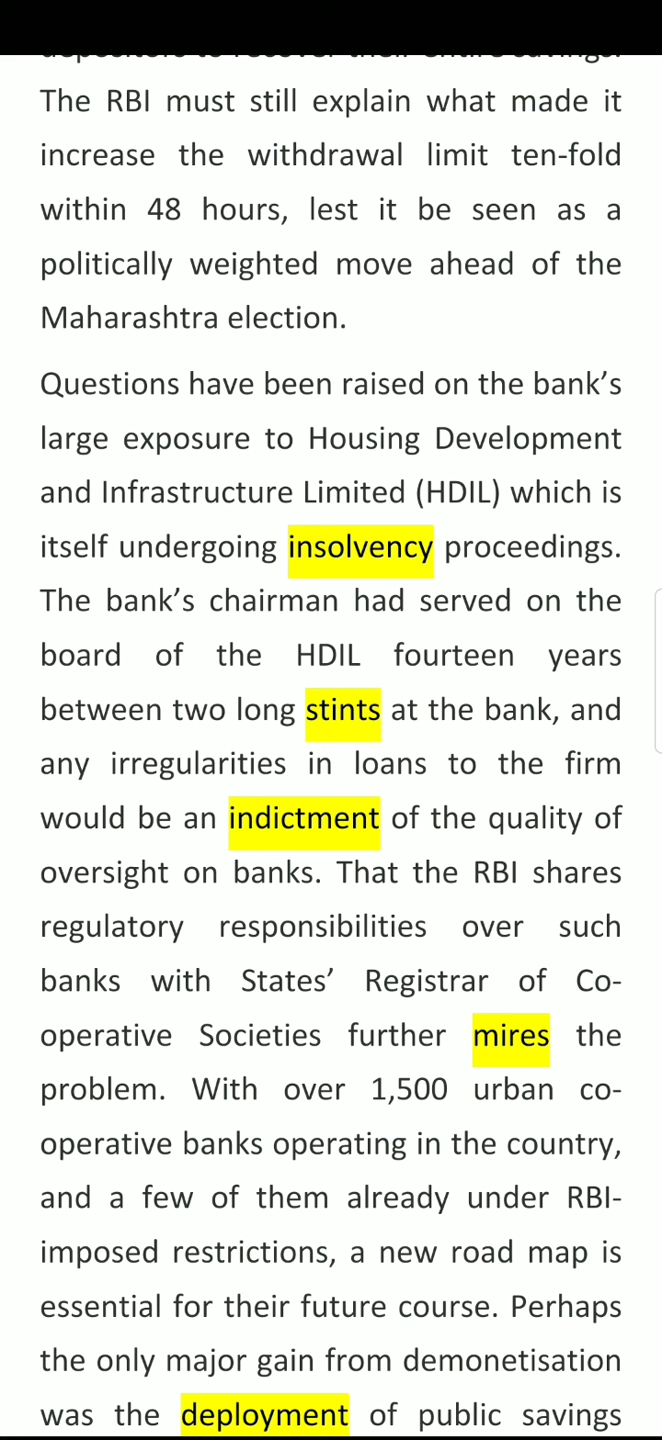 depositors to recover their entire savings.
The RBI must still explain what made it
increase the withdrawal limit ten-fold
within 48 hours, lest it be seen as a
politically weighted move ahead of the
Maharashtra election.
Questions have been raised on the bank’s
large exposure to Housing Development
and Infrastructure Limited (HDIL) which is
itself undergoing insolvency proceedings.
The bank’s chairman had served on the
board of the HDIL fourteen years
between two long stints at the bank, and
any irregularities in loans to the firm
would be an indictment of the quality of
oversight on banks. That the RBI shares
regulatory responsibilities over such
banks with States’ Registrar of Co-
operative Societies further mires the
problem. With over 1,500 urban co-
operative banks operating in the country,
and a few of them already under RBI-
imposed restrictions, a new road map is
essential for their future course. Perhaps
the only major gain from demonetisation
was the deployment of public savings